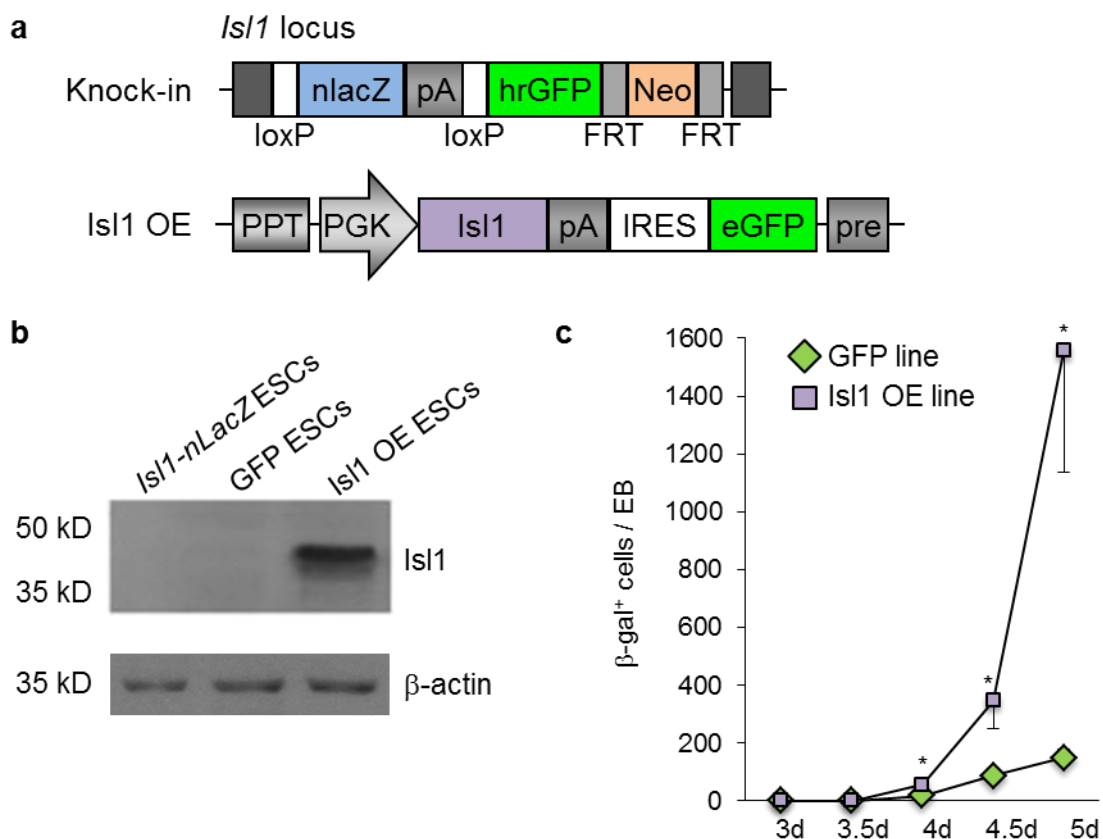 a
Isl1 locus
Knock-in
nlacZ pA hrGFP Neo
loxP loxP FRT FRT
Isl1 OE
PPT PGK Isl1 pA IRES eGFP pre
b
Isl1-nLacZ ESCs
GFP ESCs
Isl1 OE ESCs
50 kD
Isl1
35 kD
35 kD
β-actin
c
GFP line
Isl1 OE line
β-gal⁺ cells / EB
1600
1400
1200
1000
800
600
400
200
0
* * *
3d 3.5d 4d 4.5d 5d